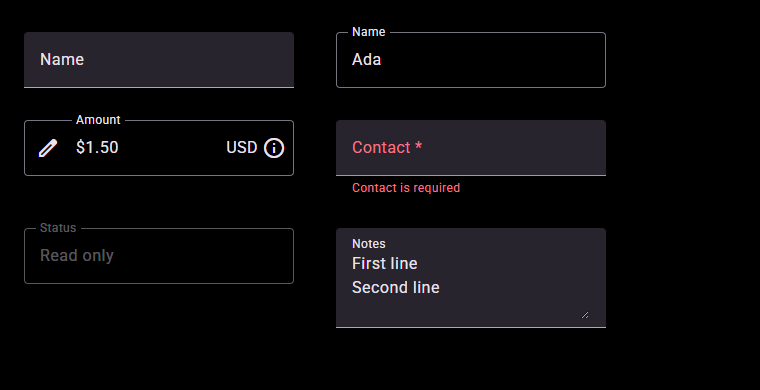 Name
Name
Ada
Amount
$1.50 USD
Contact *
Contact is required
Status
Read only
Notes
First line
Second line